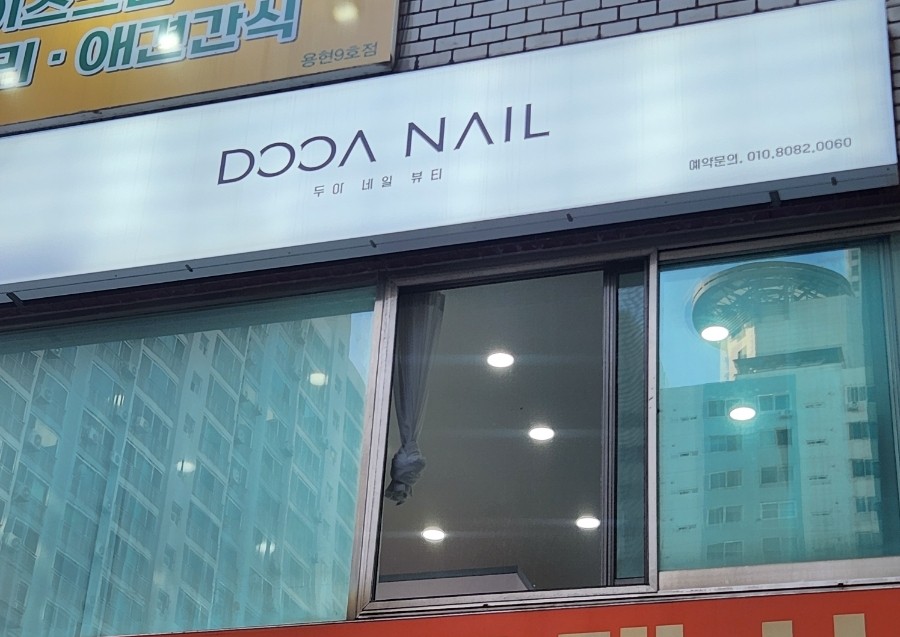 리·애견간식
용현9호점
DOOA NAIL
두아 네일 뷰티
예약문의. 010.8082.0060